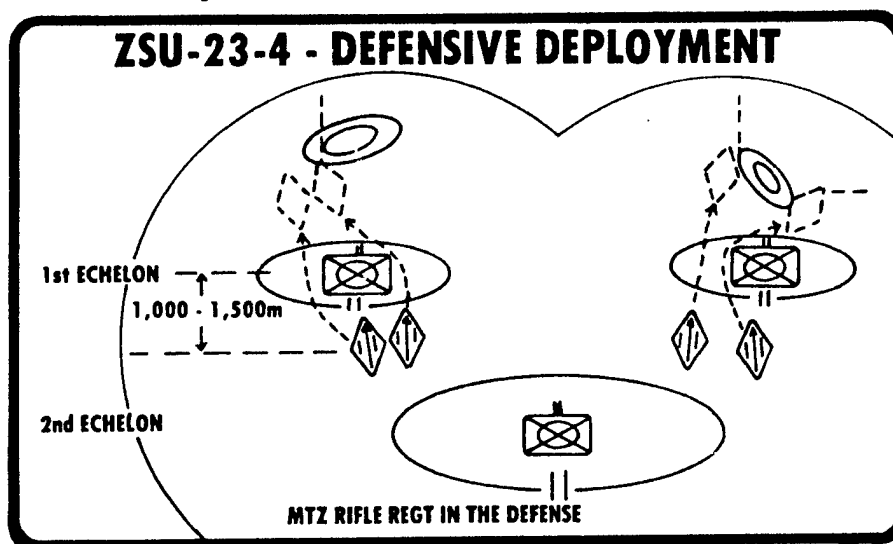 ZSU-23-4 - DEFENSIVE DEPLOYMENT
1st ECHELON
1,000 - 1,500m
2nd ECHELON
MTZ RIFLE REGT IN THE DEFENSE